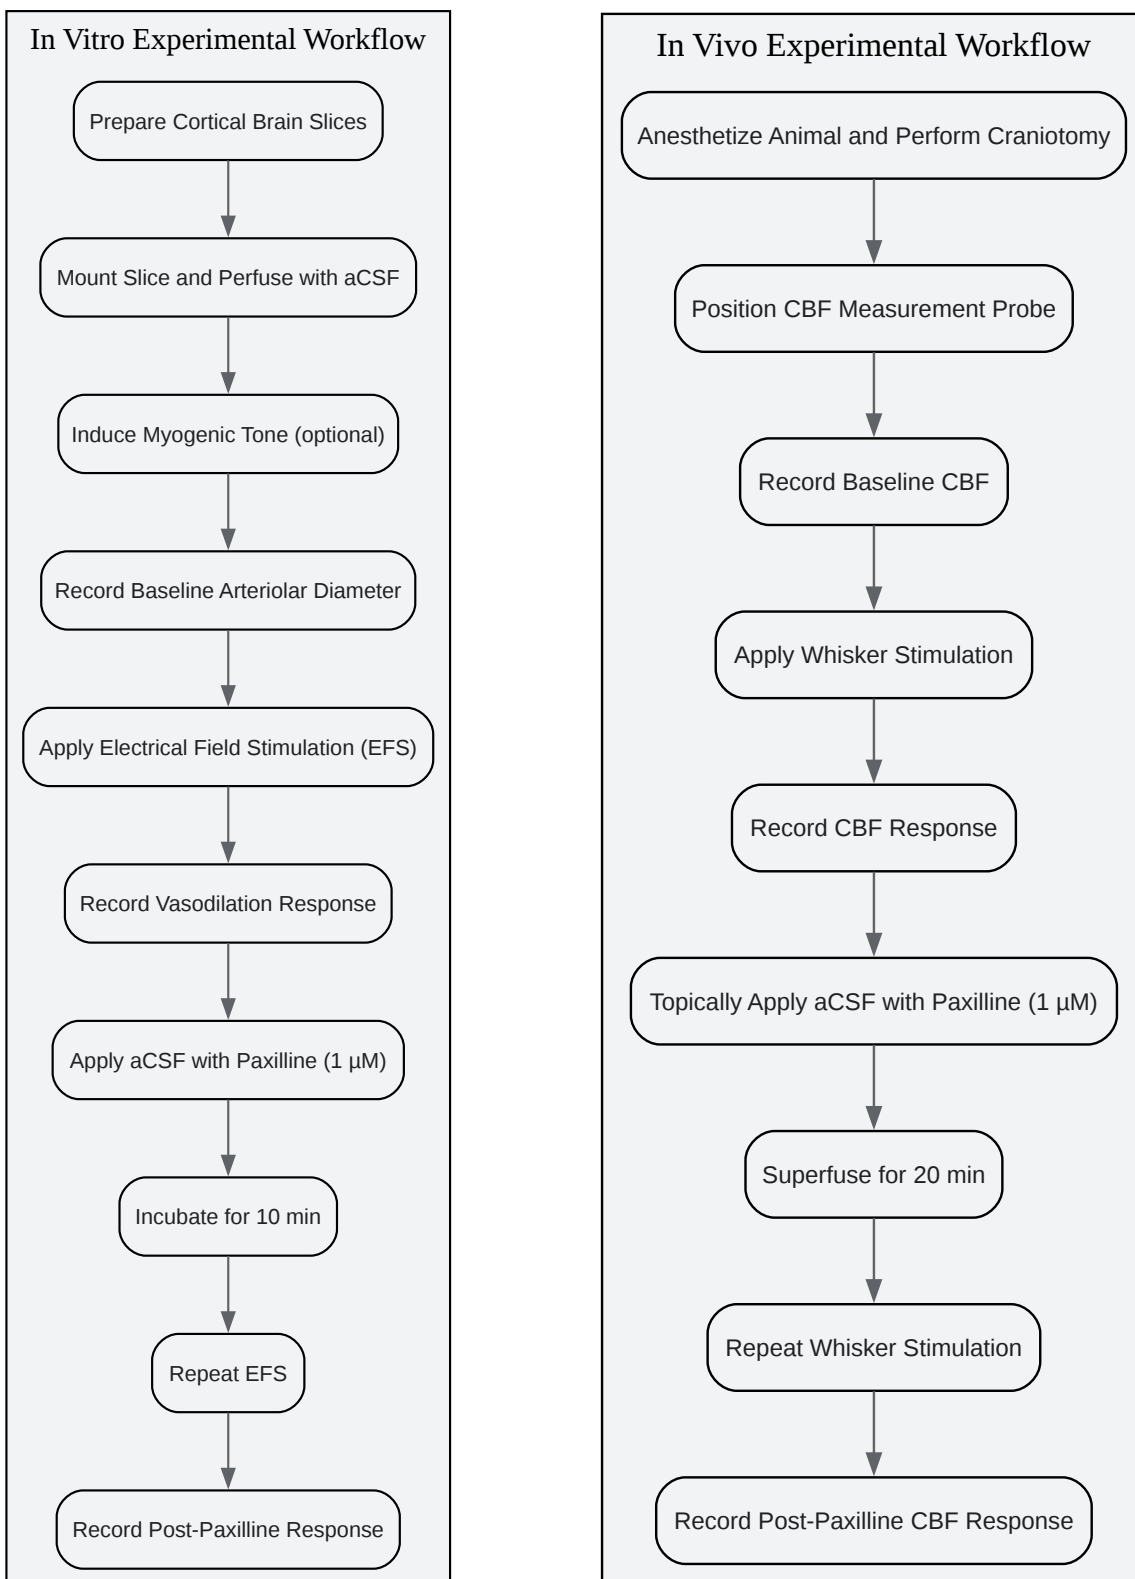 In Vitro Experimental Workflow
Prepare Cortical Brain Slices
Mount Slice and Perfuse with aCSF
Induce Myogenic Tone (optional)
Record Baseline Arteriolar Diameter
Apply Electrical Field Stimulation (EFS)
Record Vasodilation Response
Apply aCSF with Paxilline (1 µM)
Incubate for 10 min
Repeat EFS
Record Post-Paxilline Response
In Vivo Experimental Workflow
Anesthetize Animal and Perform Craniotomy
Position CBF Measurement Probe
Record Baseline CBF
Apply Whisker Stimulation
Record CBF Response
Topically Apply aCSF with Paxilline (1 µM)
Superfuse for 20 min
Repeat Whisker Stimulation
Record Post-Paxilline CBF Response